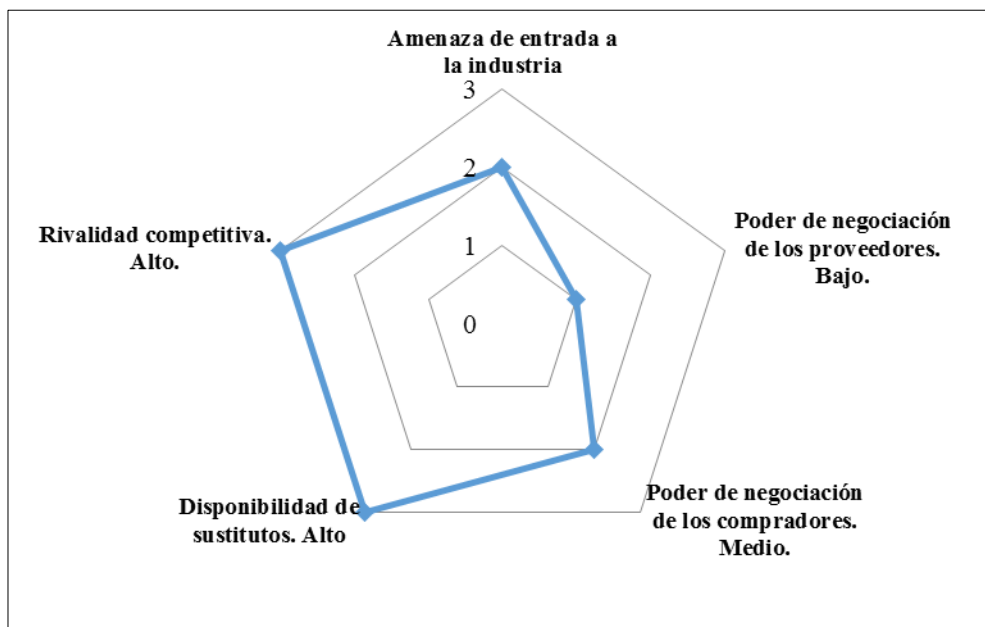 Amenaza de entrada a
la industria
3
2
1
0
Poder de negociación
de los proveedores.
Bajo.
Poder de negociación
de los compradores.
Medio.
Disponibilidad de
sustitutos. Alto
Rivalidad competitiva.
Alto.